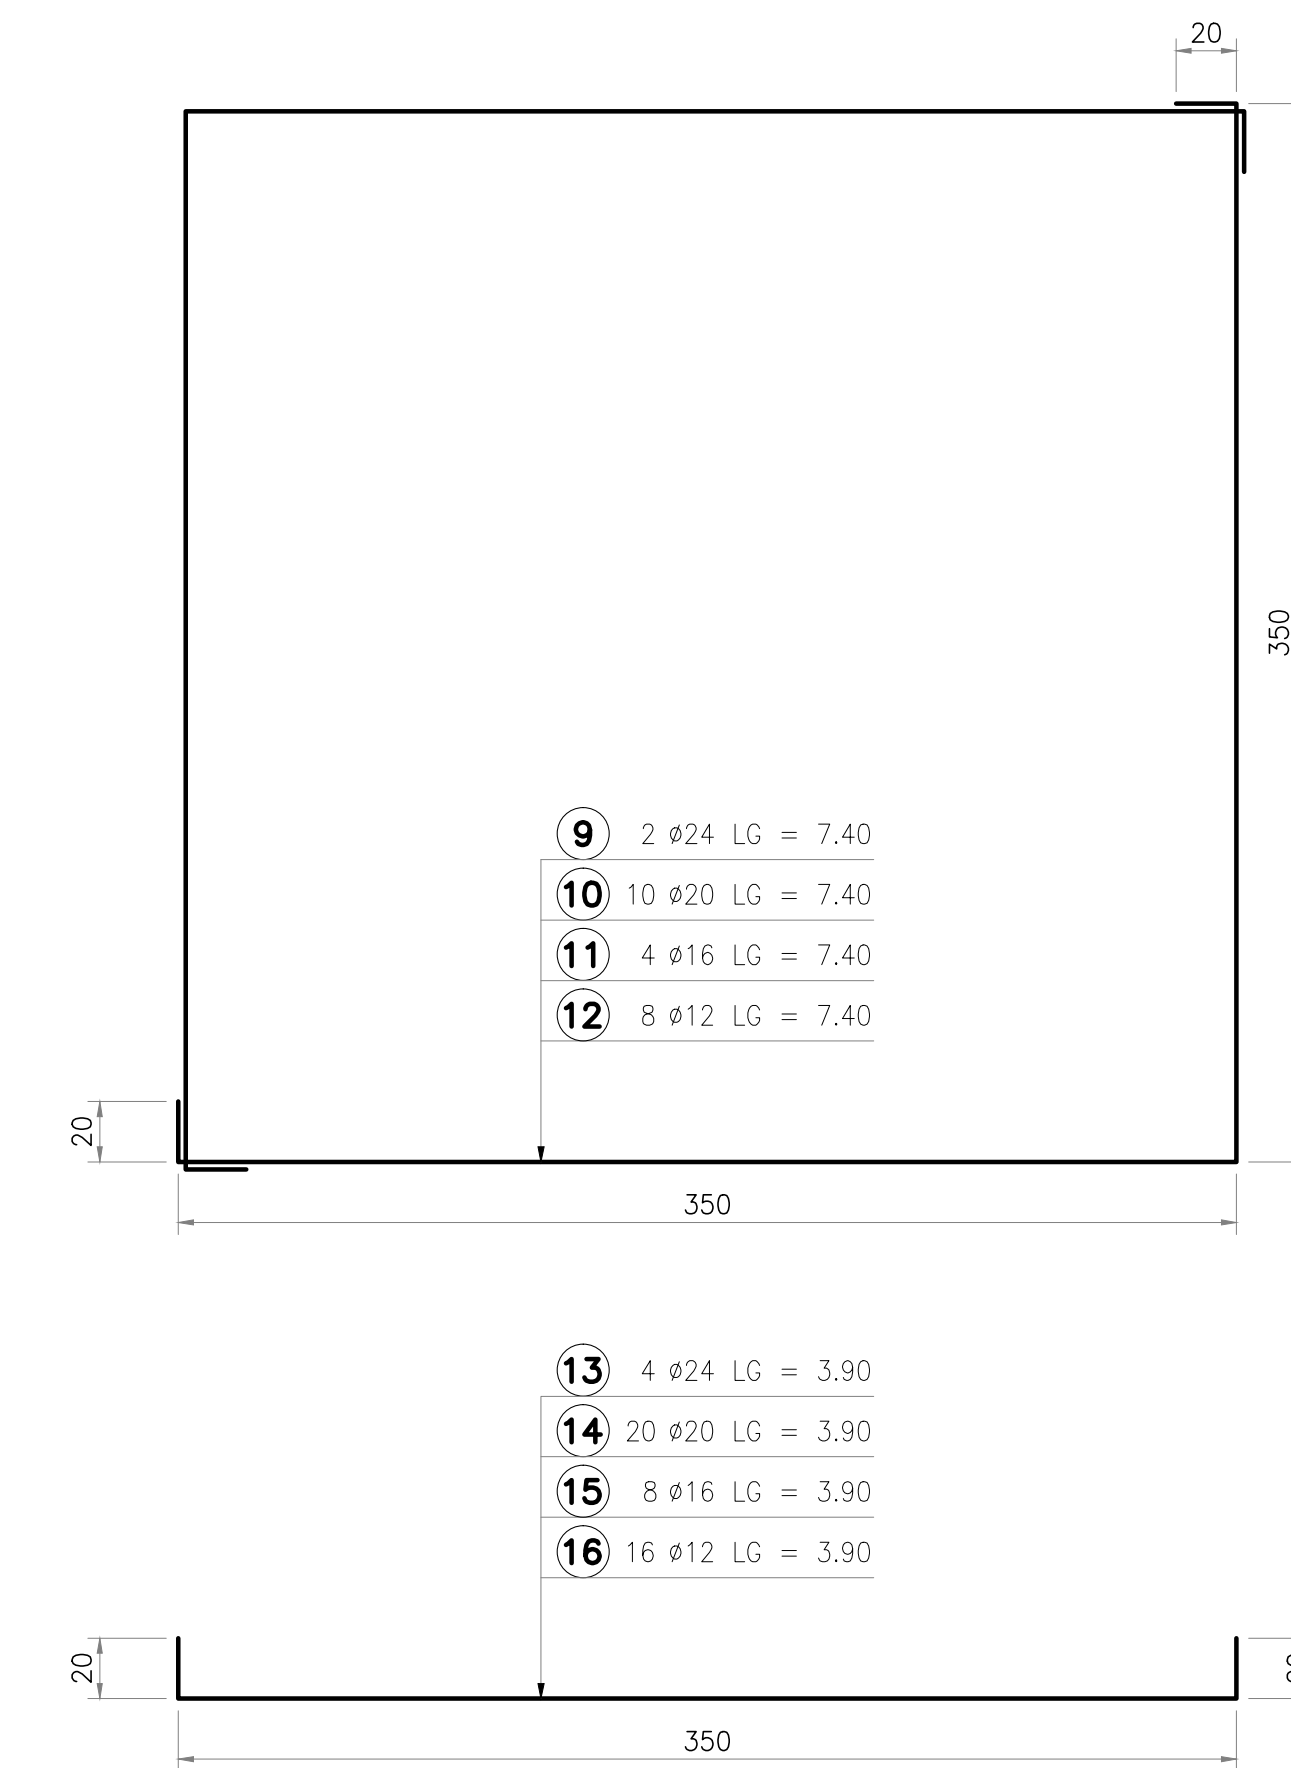 20
350
9 2 ø24 LG = 7.40
10 10 ø20 LG = 7.40
11 4 ø16 LG = 7.40
12 8 ø12 LG = 7.40
20
350
13 4 ø24 LG = 3.90
14 20 ø20 LG = 3.90
15 8 ø16 LG = 3.90
16 16 ø12 LG = 3.90
20
350